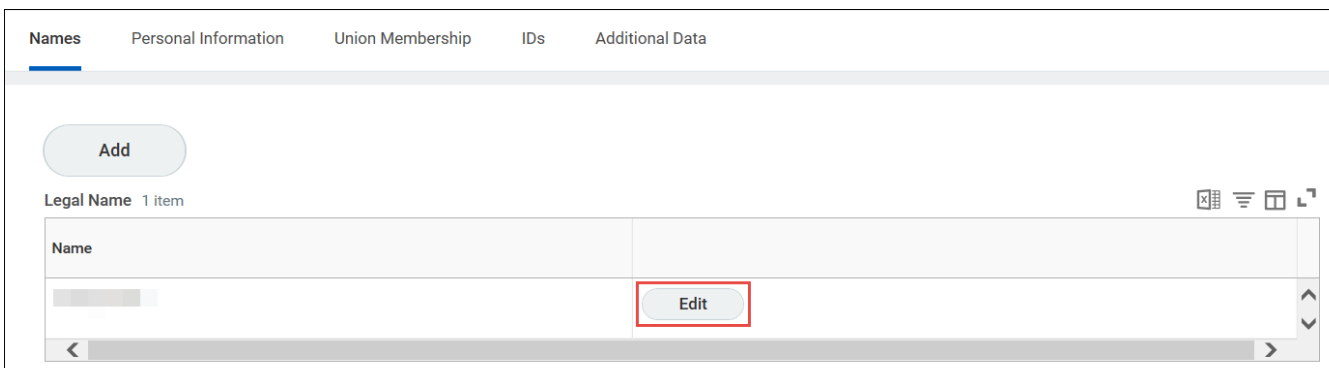 Names Personal Information Union Membership IDs Additional Data
Add
Legal Name 1 item
Name
Edit